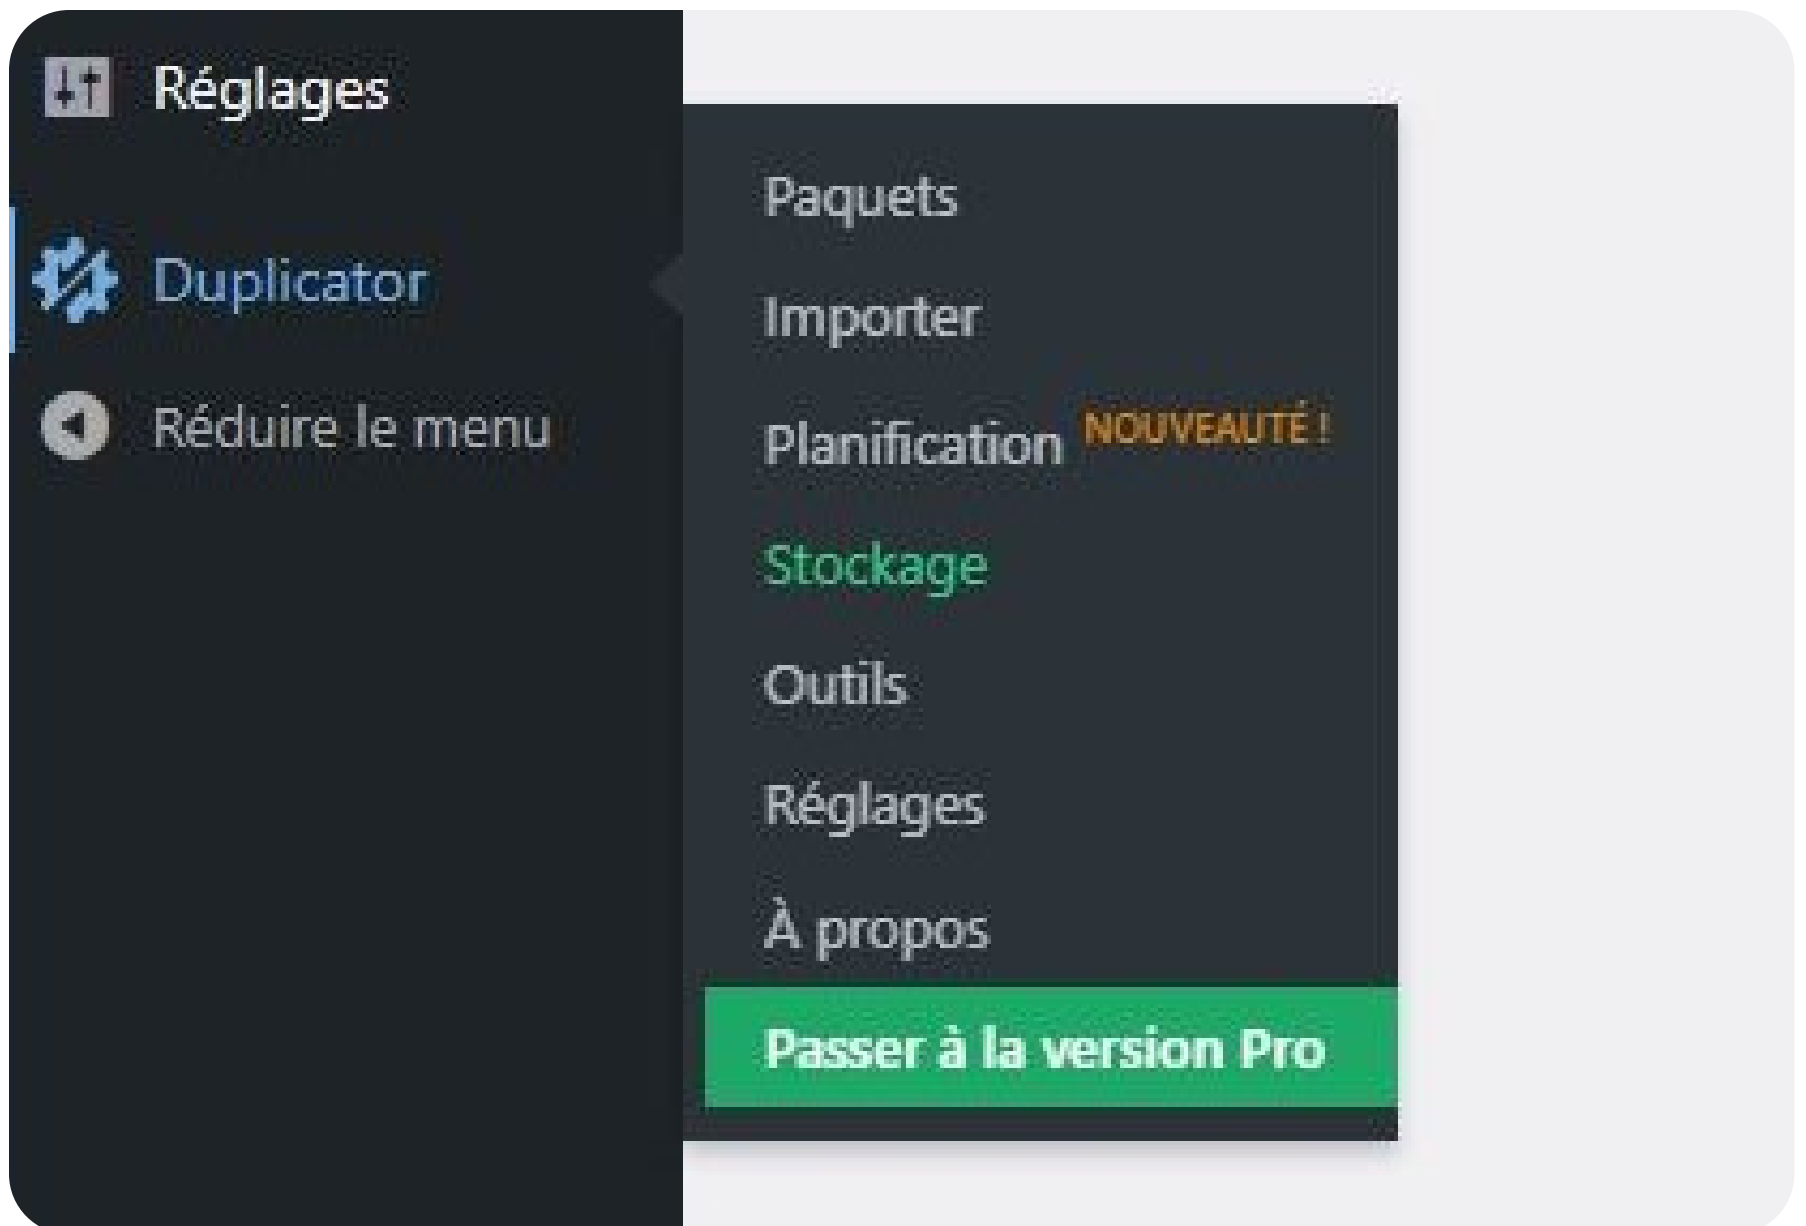 Réglages
Duplicator
Réduire le menu
Paquets
Importer
Planification NOUVEAUTÉ !
Stockage
Outils
Réglages
À propos
Passer à la version Pro